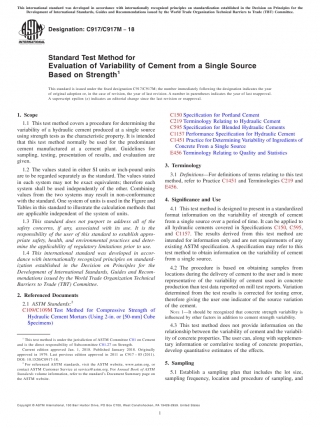 This international standard was developed in accordance with internationally recognized principles on standardization established in the Decision on Principles for the
Development of International Standards, Guides and Recommendations issued by the World Trade Organization Technical Barriers to Trade (TBT) Committee.
Designation: C917/C917M − 18
INTERNATIONAL
Standard Test Method for
Evaluation of Variability of Cement from a Single Source
Based on Strength1
This standard is issued under the fixed designation C917/C917M; the number immediately following the designation indicates the year
of original adoption or, in the case of revision, the year of last revision. A number in parentheses indicates the year of last reapproval.
A superscript epsilon (ε) indicates an editorial change since the last revision or reapproval.
1. Scope
1.1 This test method covers a procedure for determining the
variability of a hydraulic cement produced at a single source
using strength tests as the characteristic property. It is intended
that this test method normally be used for the predominant
cement manufactured at a cement plant. Guidelines for
sampling, testing, presentation of results, and evaluation are
given.
1.2 The values stated in either SI units or inch-pound units
are to be regarded separately as the standard. The values stated
in each system may not be exact equivalents; therefore each
system shall be used independently of the other. Combining
values from the two systems may result in non-conformance
with the standard. One system of units is used in the Figure and
Tables in this standard to illustrate the calculation methods that
are applicable independent of the system of units.
1.3 This standard does not purport to address all of the
safety concerns, if any, associated with its use. It is the
responsibility of the user of this standard to establish appro-
priate safety, health, and environmental practices and deter-
mine the applicability of regulatory limitations prior to use.
1.4 This international standard was developed in accor-
dance with internationally recognized principles on standard-
ization established in the Decision on Principles for the
Development of International Standards, Guides and Recom-
mendations issued by the World Trade Organization Technical
Barriers to Trade (TBT) Committee.
2. Referenced Documents
2.1 ASTM Standards:2
C109/C109M Test Method for Compressive Strength of
Hydraulic Cement Mortars (Using 2-in. or [50 mm] Cube
Specimens)
1 This test method is under the jurisdiction of ASTM Committee C01 on Cement
and is the direct responsibility of Subcommittee C01.27 on Strength.
Current edition approved Jan. 1, 2018. Published January 2018. Originally
approved in 1979. Last previous edition approved in 2011 as C917 – 05 (2011).
2 For referenced ASTM standards, visit the ASTM website, www.astm.org, or
contact ASTM Customer Service at service@astm.org. For Annual Book of ASTM
Standards volume information, refer to the standard's Document Summary page on
the ASTM website.
C150 Specification for Portland Cement
C219 Terminology Relating to Hydraulic Cement
C595 Specification for Blended Hydraulic Cements
C1157 Performance Specification for Hydraulic Cement
C1451 Practice for Determining Variability of Ingredients of
Concrete From a Single Source
E456 Terminology Relating to Quality and Statistics
3. Terminology
3.1 Definitions—For definitions of terms relating to this test
method, refer to Practice C1451 and Terminologies C219 and
E456.
4. Significance and Use
4.1 This test method is designed to present in a standardized
format information on the variability of strength of cement
from a single source over a period of time. It can be applied to
all hydraulic cements covered in Specification C150, C595,
and C1157. The results derived from this test method are
intended for information only and are not requirements of any
existing ASTM specification. A specification may refer to this
test method to obtain information on the variability of cement
from a single source.
4.2 The procedure is based on sampling from
locations during the delivery of cement to the user and is more
representative of the variability of cement used in concrete
production than test data reported on mill test reports. Variation
determined from the test results is corrected for testing error,
therefore giving the user one indicator of the source variation
of the cement.
NOTE 1—It should be recognized that concrete strength variability is
influenced by other factors in addition to cement strength variability.
4.3 This test method does not provide information on the
relationship between the variability of cement and the variabil-
ity of concrete properties. The user can, along with supplemen-
tary information or correlative testing of concrete properties,
develop quantitative estimates of the effects.
5. Sampling
5.1 Establish a sampling plan that includes the lot size,
sampling frequency, location and procedure of sampling, and
Copyright © ASTM International, 100 Barr Harbor Drive, PO Box C700, West Conshohocken, PA 19428-2959. United States
1